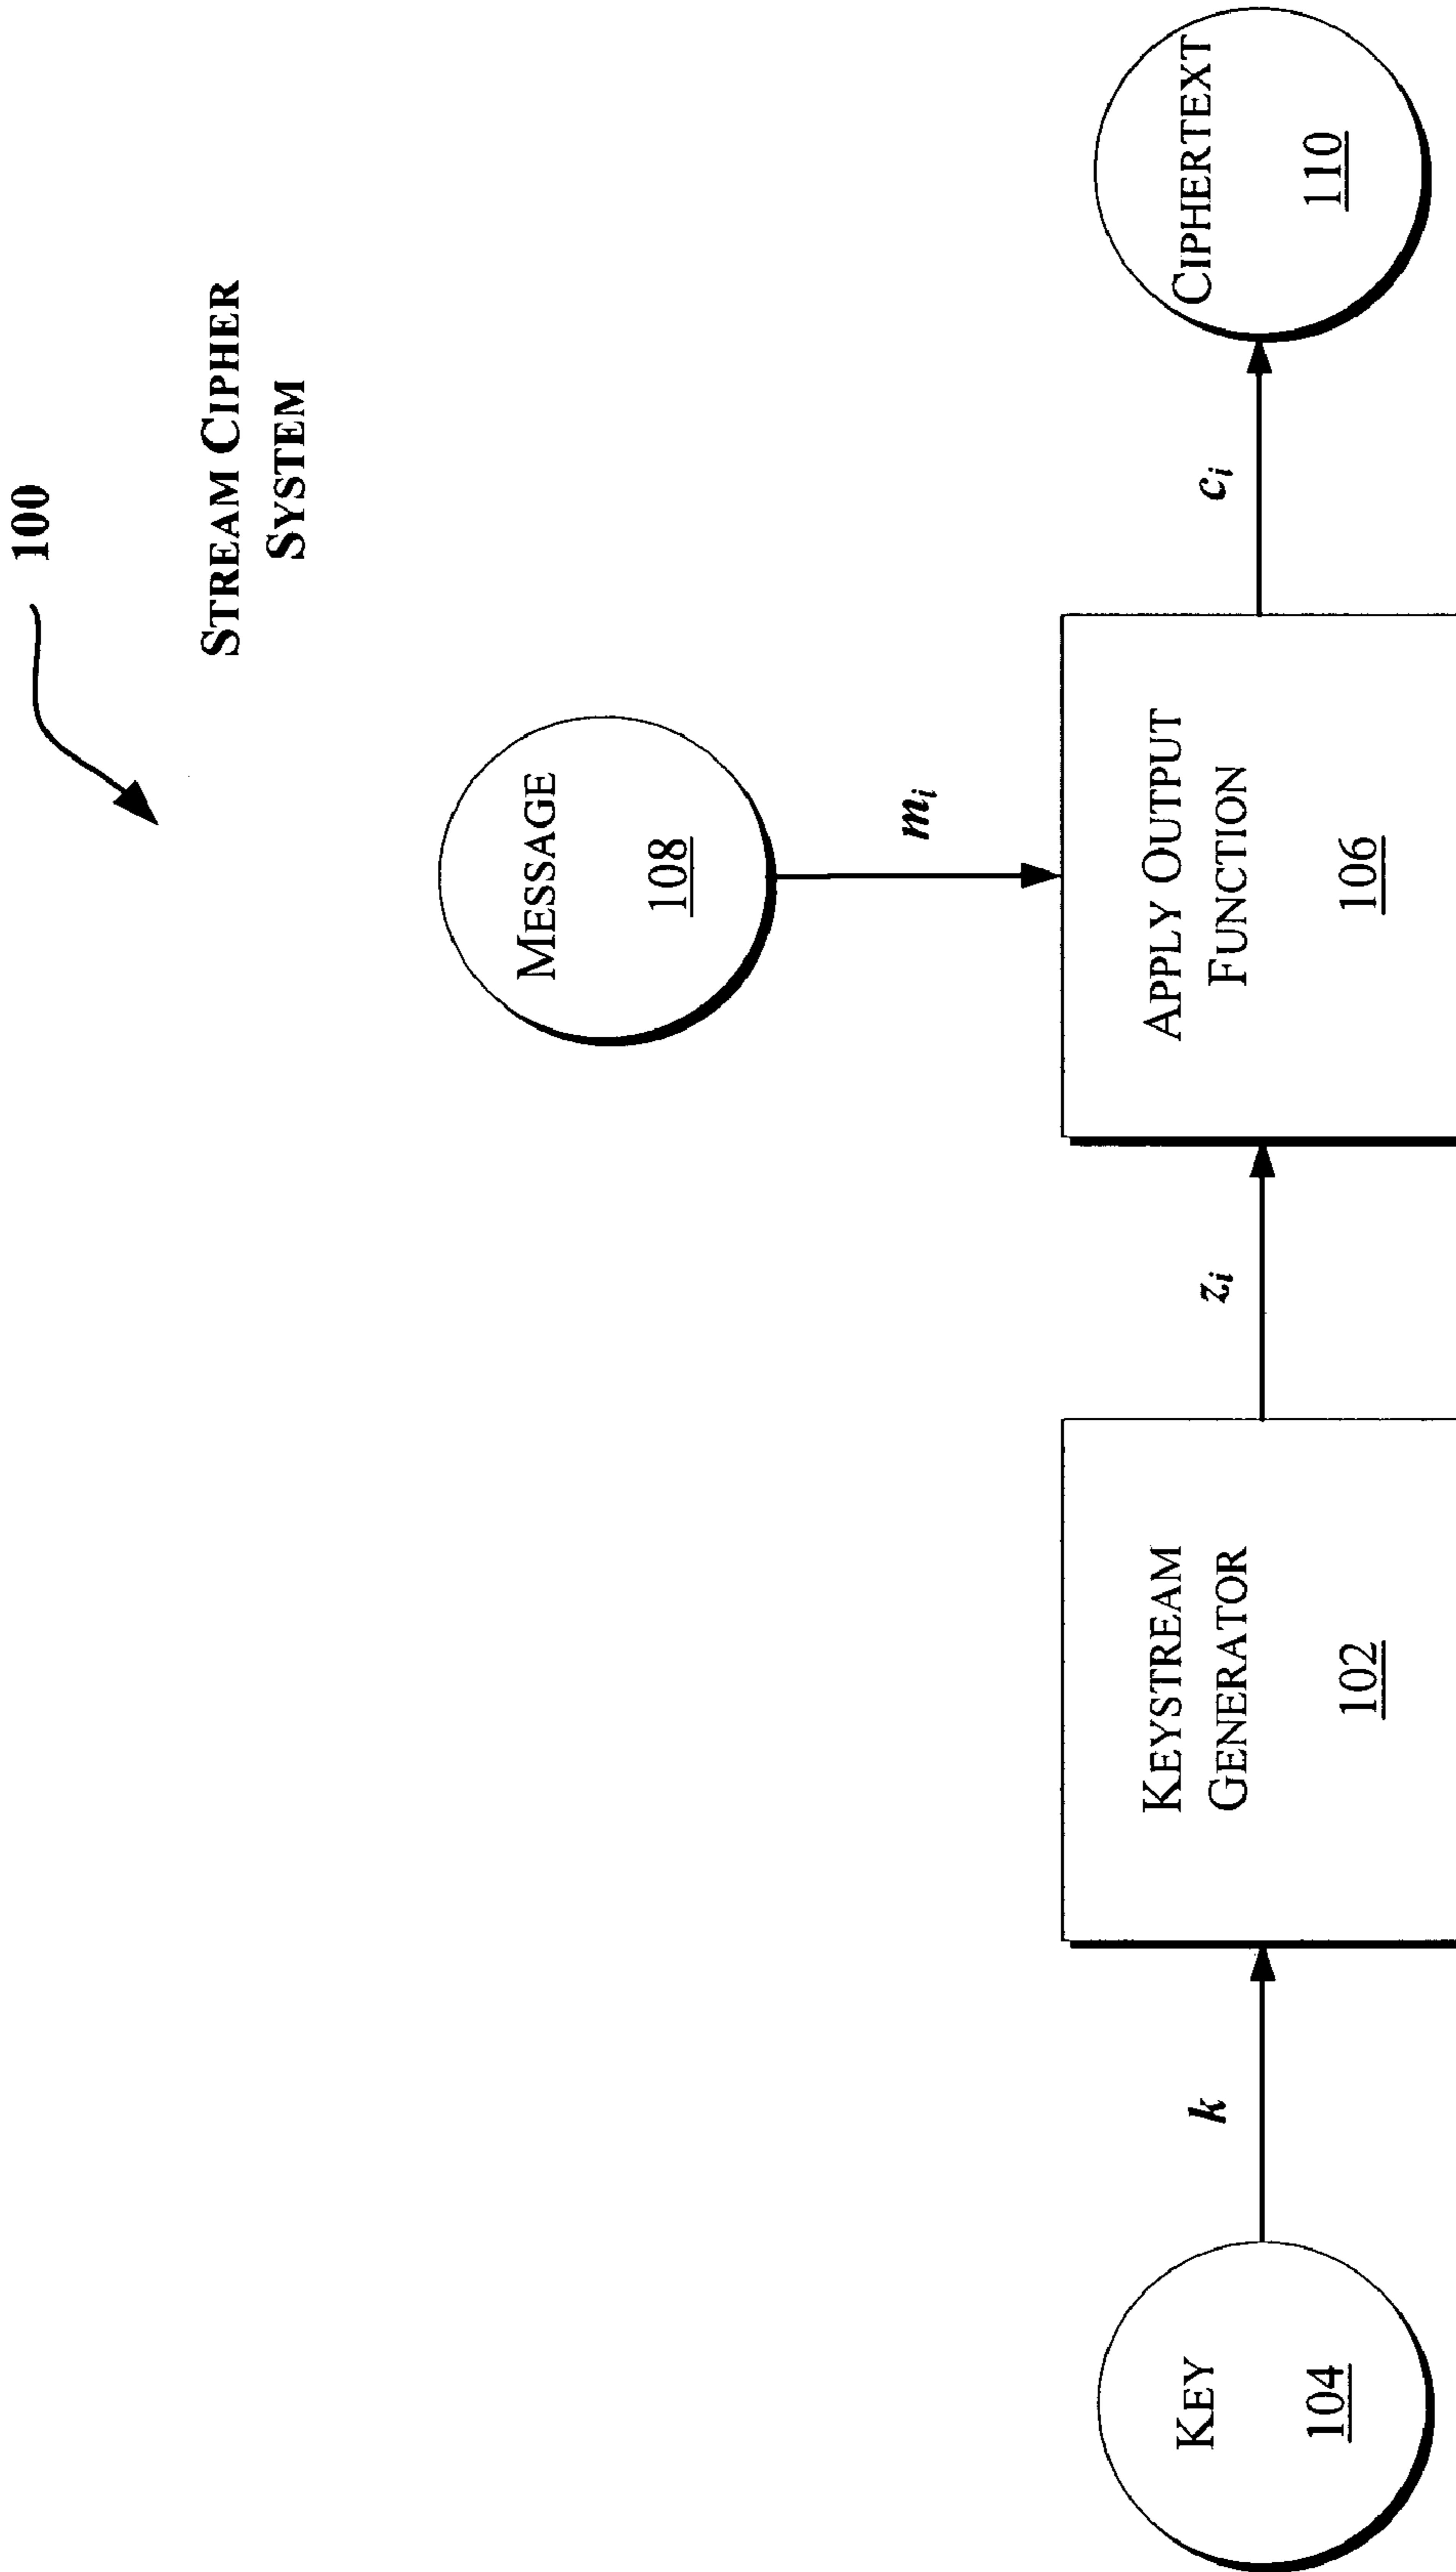 100
STREAM CIPHER
SYSTEM
MESSAGE
108
m_i
KEY
104
k
KEYSTREAM
GENERATOR
102
z_i
APPLY OUTPUT
FUNCTION
106
c_i
CIPHERTEXT
110